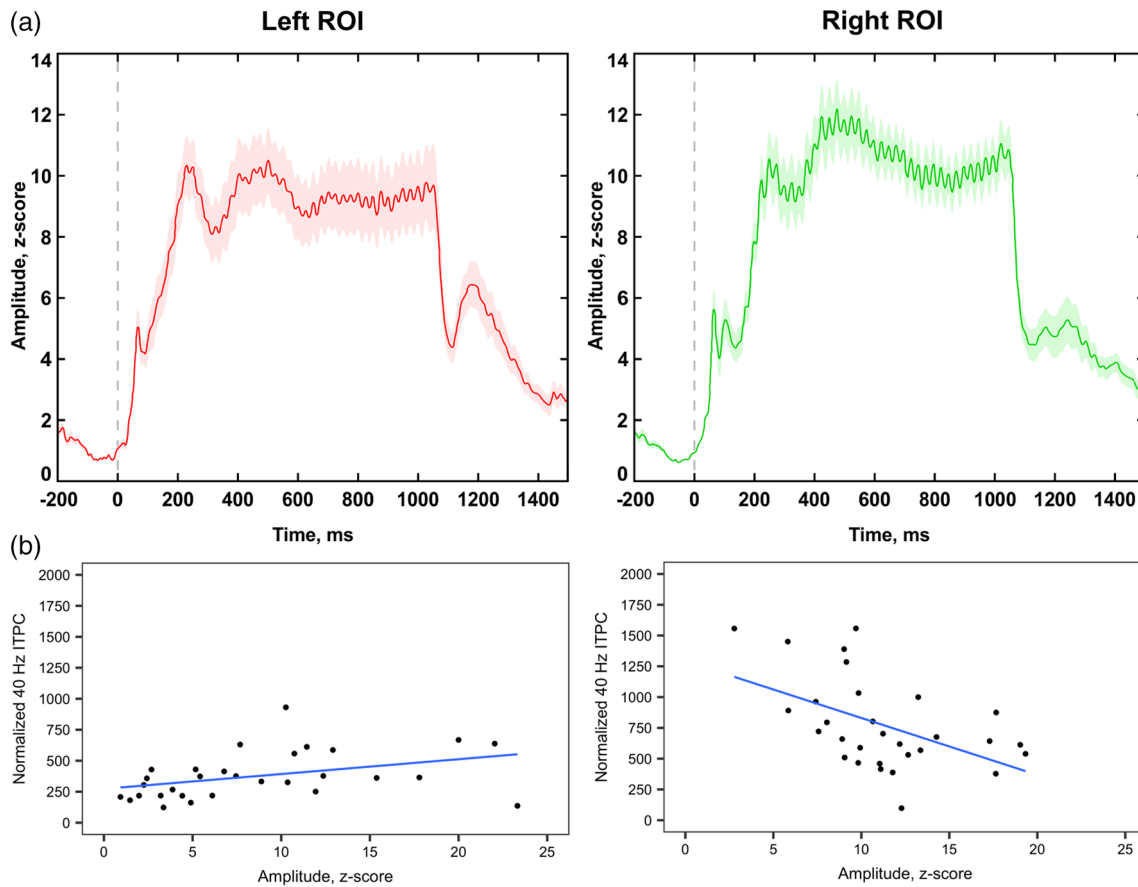 (a)
Left ROI
Right ROI
14
12
10
8
6
4
2
0
Amplitude, z-score
-200 0 200 400 600 800 1000 1200 1400
Time, ms
14
12
10
8
6
4
2
0
Amplitude, z-score
-200 0 200 400 600 800 1000 1200 1400
Time, ms
(b)
2000
1750
1500
1250
1000
750
500
250
0
Normalized 40 Hz ITPC
0 5 10 15 20 25
Amplitude, z-score
2000
1750
1500
1250
1000
750
500
250
0
Normalized 40 Hz ITPC
0 5 10 15 20 25
Amplitude, z-score